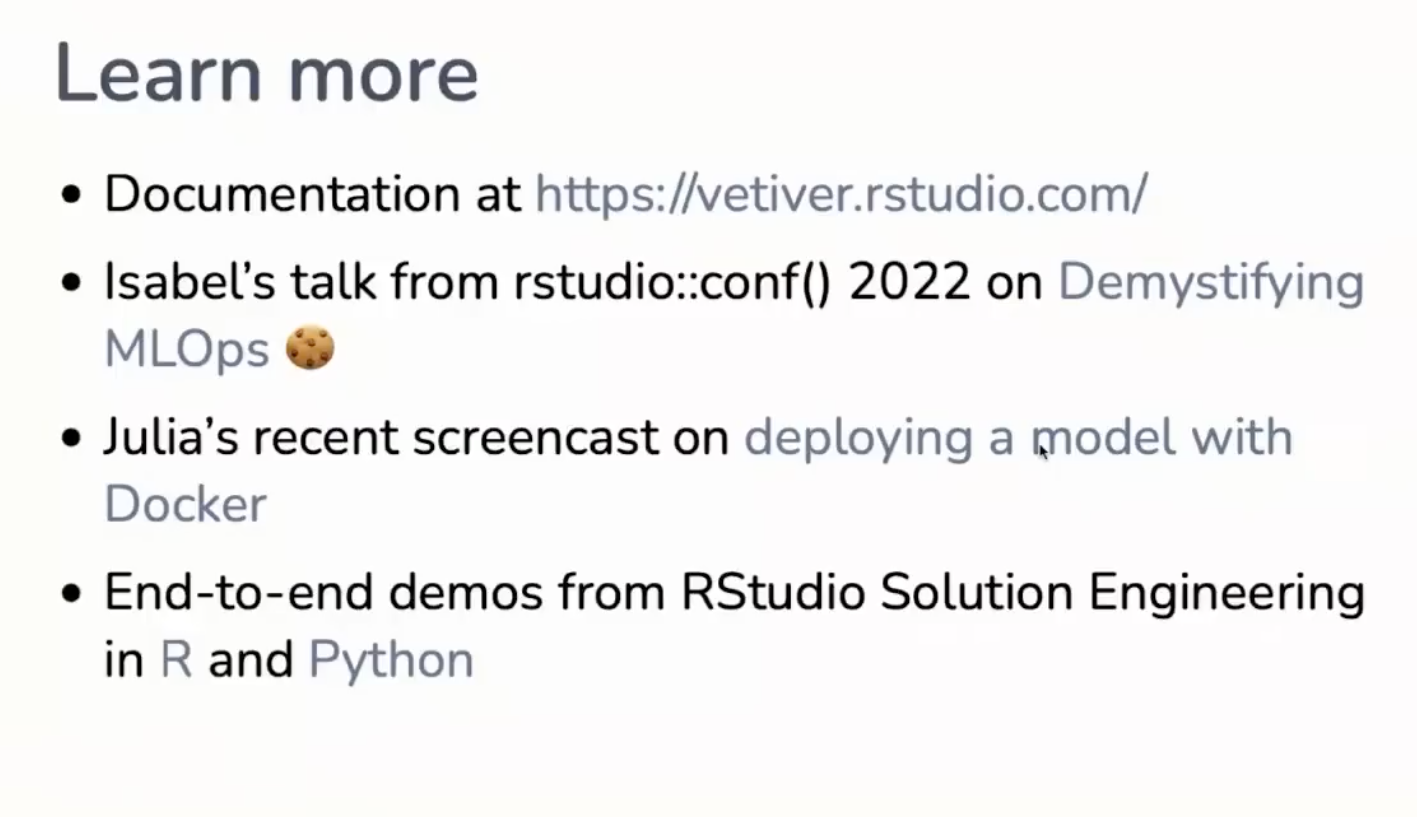 Learn more
• Documentation at https://vetiver.rstudio.com/
• Isabel’s talk from rstudio::conf() 2022 on Demystifying
MLOps 🍪
• Julia’s recent screencast on deploying a model with
Docker
• End-to-end demos from RStudio Solution Engineering
in R and Python